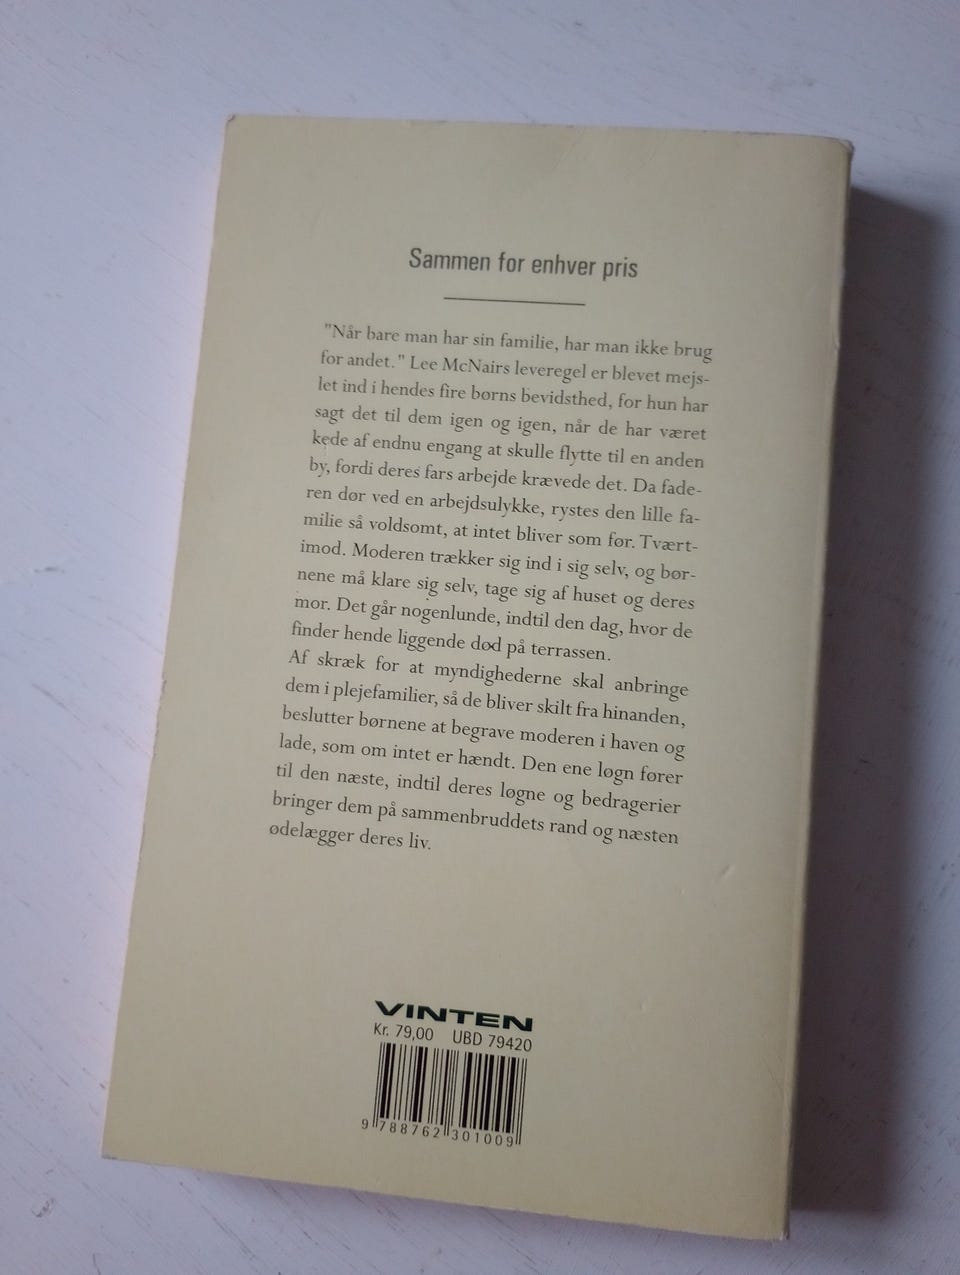 Sammen for enhver pris
"Når bare man har sin familie, har man ikke brug
for andet." Lee McNairs leveregel er blevet mejs-
let ind i hendes fire børns bevidsthed, for hun har
sagt det til dem igen og igen, når de har været
kede af endnu engang at skulle flytte til en anden
by, fordi deres fars arbejde krævede det. Da fade-
ren dør ved en arbejdsulykke, rystes den lille fa-
milie så voldsomt, at intet bliver som før. Tvært-
imod. Moderen trækker sig ind i sig selv, og bør-
nene må klare sig selv, tage sig af huset og deres
mor. Det går nogenlunde, indtil den dag, hvor de
finder hende liggende død på terrassen.
Af skræk for at myndighederne skal anbringe
dem i plejefamilier, så de bliver skilt fra hinanden,
beslutter børnene at begrave moderen i haven og
lade, som om intet er hændt. Den ene løgn fører
til den næste, indtil deres løgne og bedragerier
bringer dem på sammenbruddets rand og næsten
ødelægger deres liv.
VINTEN
Kr. 79,00 UBD 79420
9 788762 301009